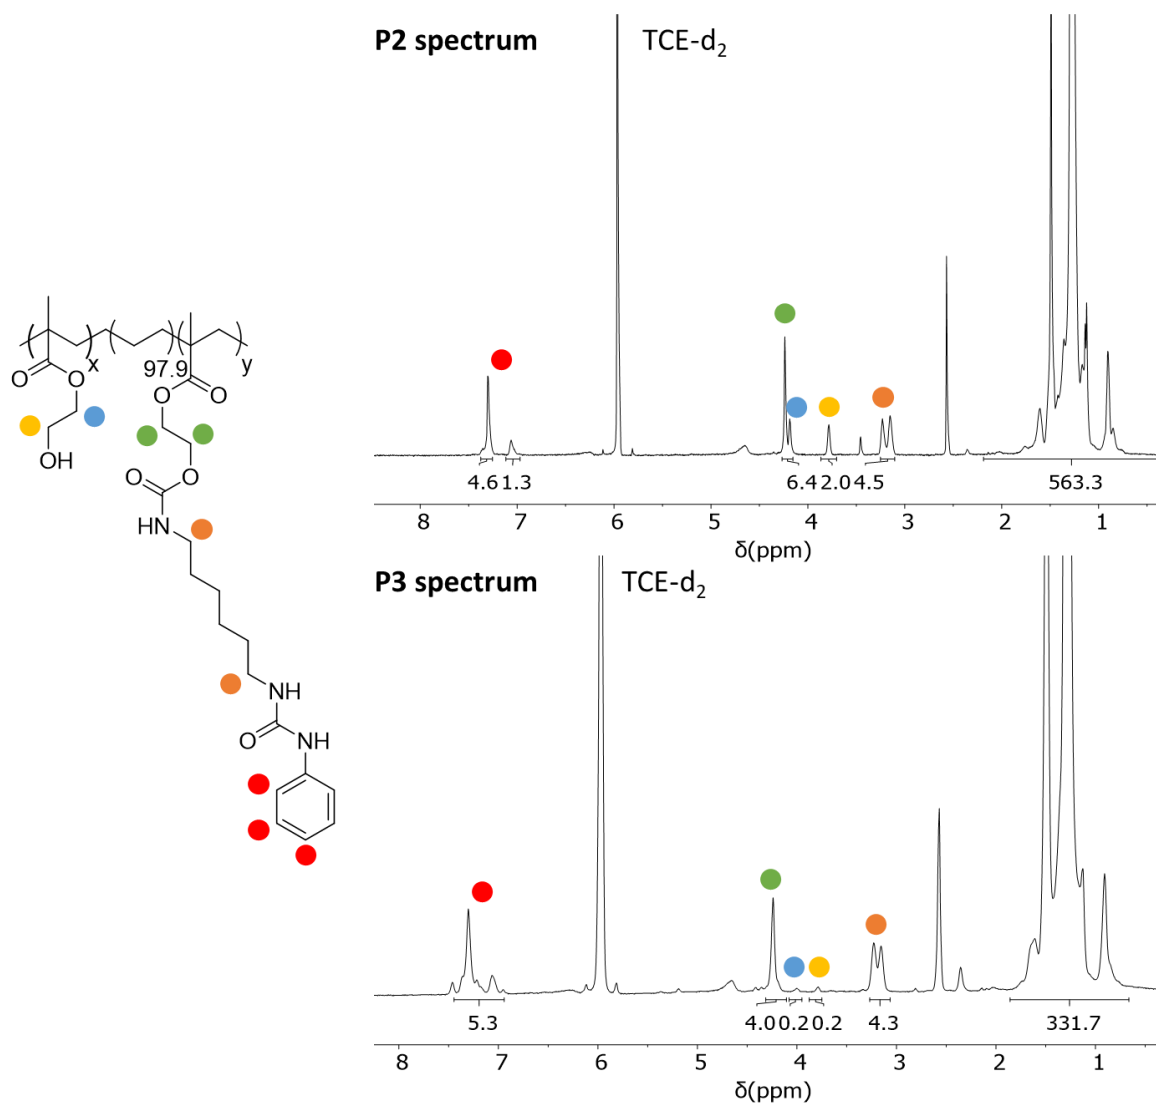 P2 spectrum TCE-d2
4.6 1.3 6.4 2.0 4.5 563.3
8 7 6 5 4 3 2 1
δ(ppm)
x 97.9 y
O O O O
OH O
O
HN
NH
O NH
P3 spectrum TCE-d2
5.3 4.0 0.2 0.2 4.3 331.7
8 7 6 5 4 3 2 1
δ(ppm)